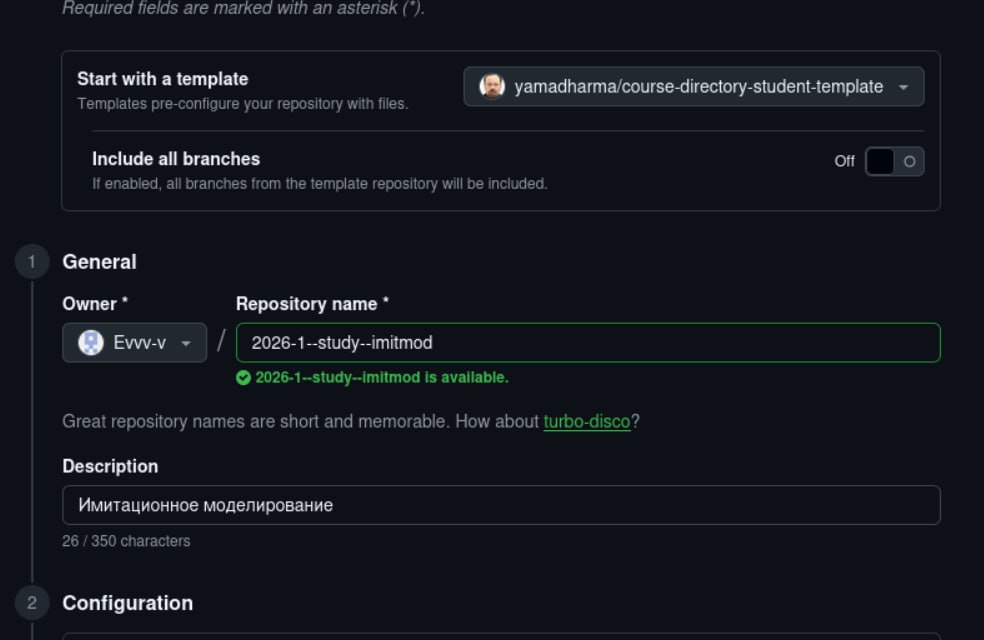 Required fields are marked with an asterisk (*).
Start with a template
Templates pre-configure your repository with files.
yamadharma/course-directory-student-template
Include all branches
If enabled, all branches from the template repository will be included.
Off
1
General
Owner *
Repository name *
Evvv-v
/
2026-1--study--imitmod
2026-1--study--imitmod is available.
Great repository names are short and memorable. How about turbo-disco?
Description
Имитационное моделирование
26 / 350 characters
2
Configuration